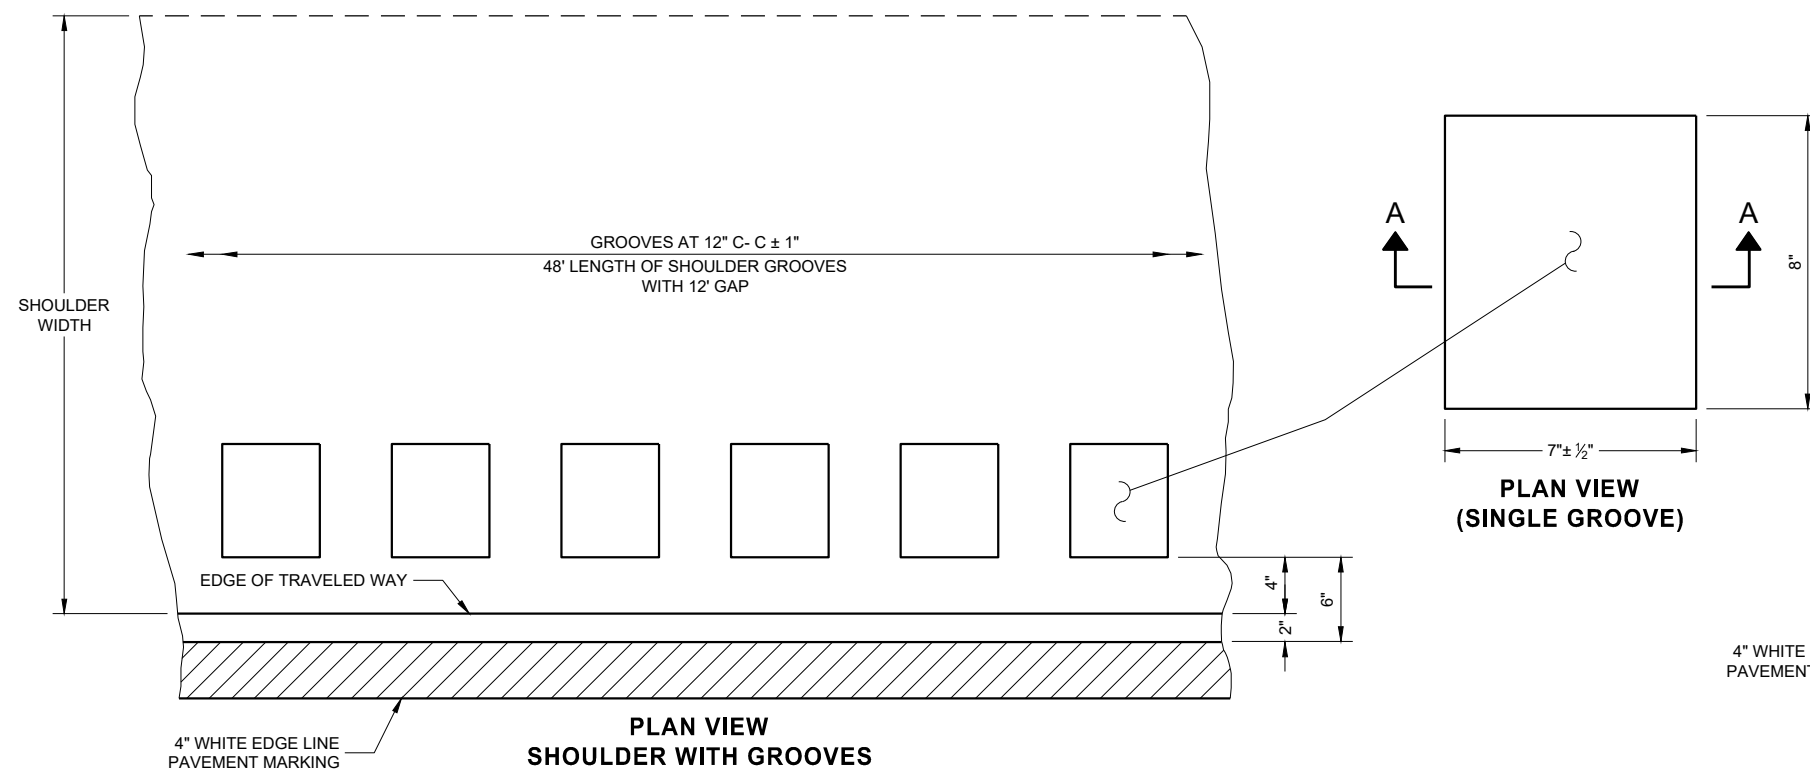 GROOVES AT 12" C- C ± 1"
48' LENGTH OF SHOULDER GROOVES
WITH 12' GAP
SHOULDER
WIDTH
EDGE OF TRAVELED WAY
4"
6"
2"
4" WHITE EDGE LINE
PAVEMENT MARKING
PLAN VIEW
SHOULDER WITH GROOVES
A
A
8"
7"± ½"
PLAN VIEW
(SINGLE GROOVE)
4" WHITE
PAVEMENT